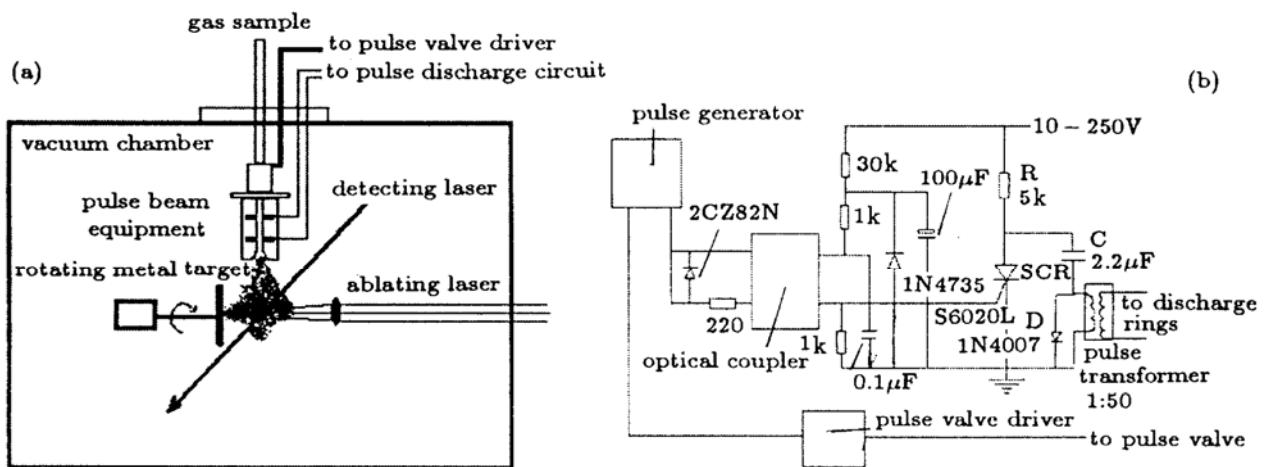 (a)
gas sample
to pulse valve driver
to pulse discharge circuit
vacuum chamber
pulse beam
equipment
detecting laser
rotating metal target
ablating laser
(b)
pulse generator
10 – 250V
30k
100μF
R
5k
1k
2CZ82N
C
2.2μF
SCR
1N4735
S6020L
D
1N4007
to discharge
rings
220
optical coupler
1k
0.1μF
pulse
transformer
1:50
pulse valve driver
to pulse valve